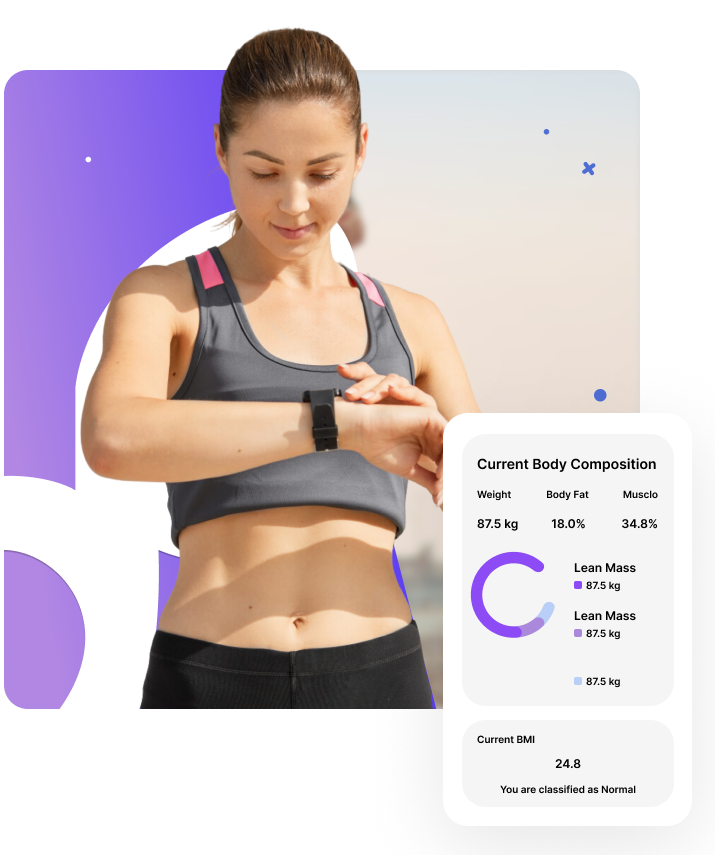 Current Body Composition
Weight Body Fat Musclo
87.5 kg 18.0% 34.8%
Lean Mass
87.5 kg
Lean Mass
87.5 kg
87.5 kg
Current BMI
24.8
You are classified as Normal